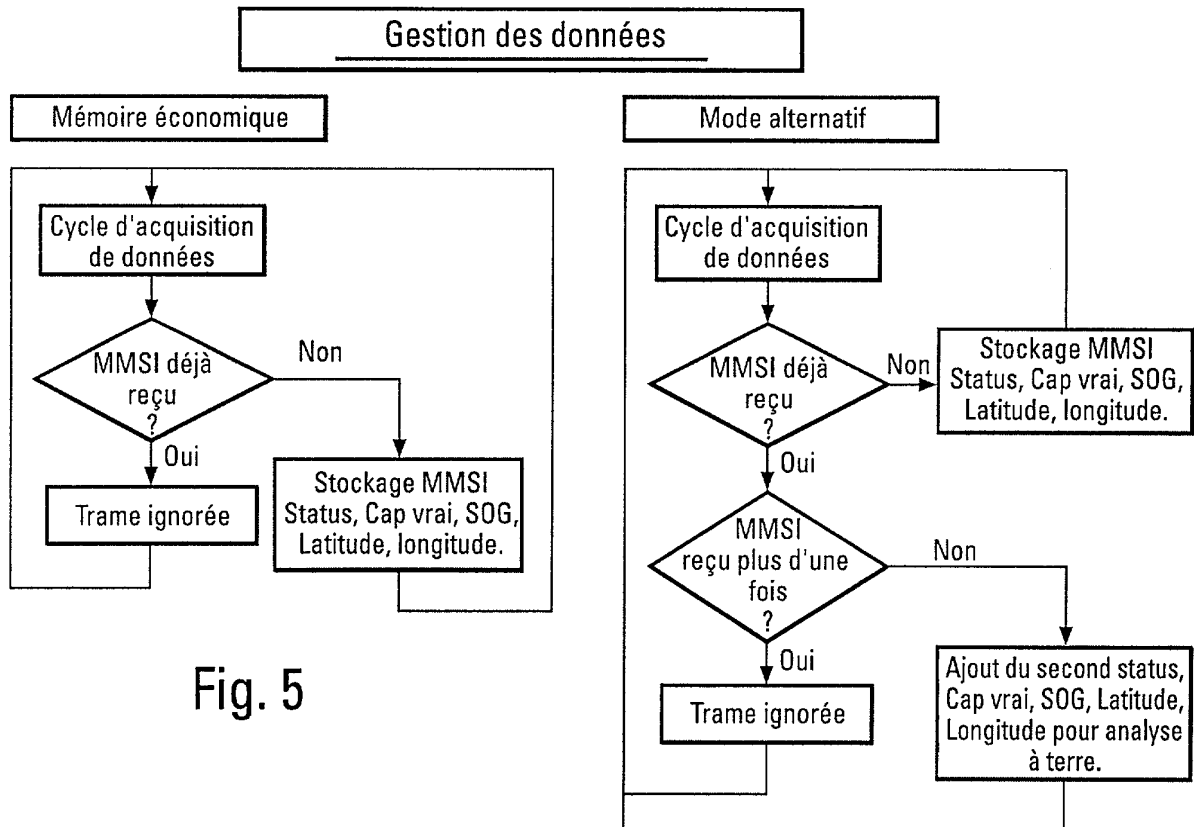 Gestion des données
Mémoire économique
Cycle d'acquisition
de données
MMSI déjà
reçu
?
Non
Oui
Trame ignorée
Stockage MMSI
Status, Cap vrai, SOG,
Latitude, longitude.
Fig. 5
Mode alternatif
Cycle d'acquisition
de données
MMSI déjà
reçu
?
Non
Stockage MMSI
Status, Cap vrai, SOG,
Latitude, longitude.
Oui
MMSI
reçu plus d'une
fois
?
Non
Oui
Trame ignorée
Ajout du second status,
Cap vrai, SOG, Latitude,
Longitude pour analyse
à terre.